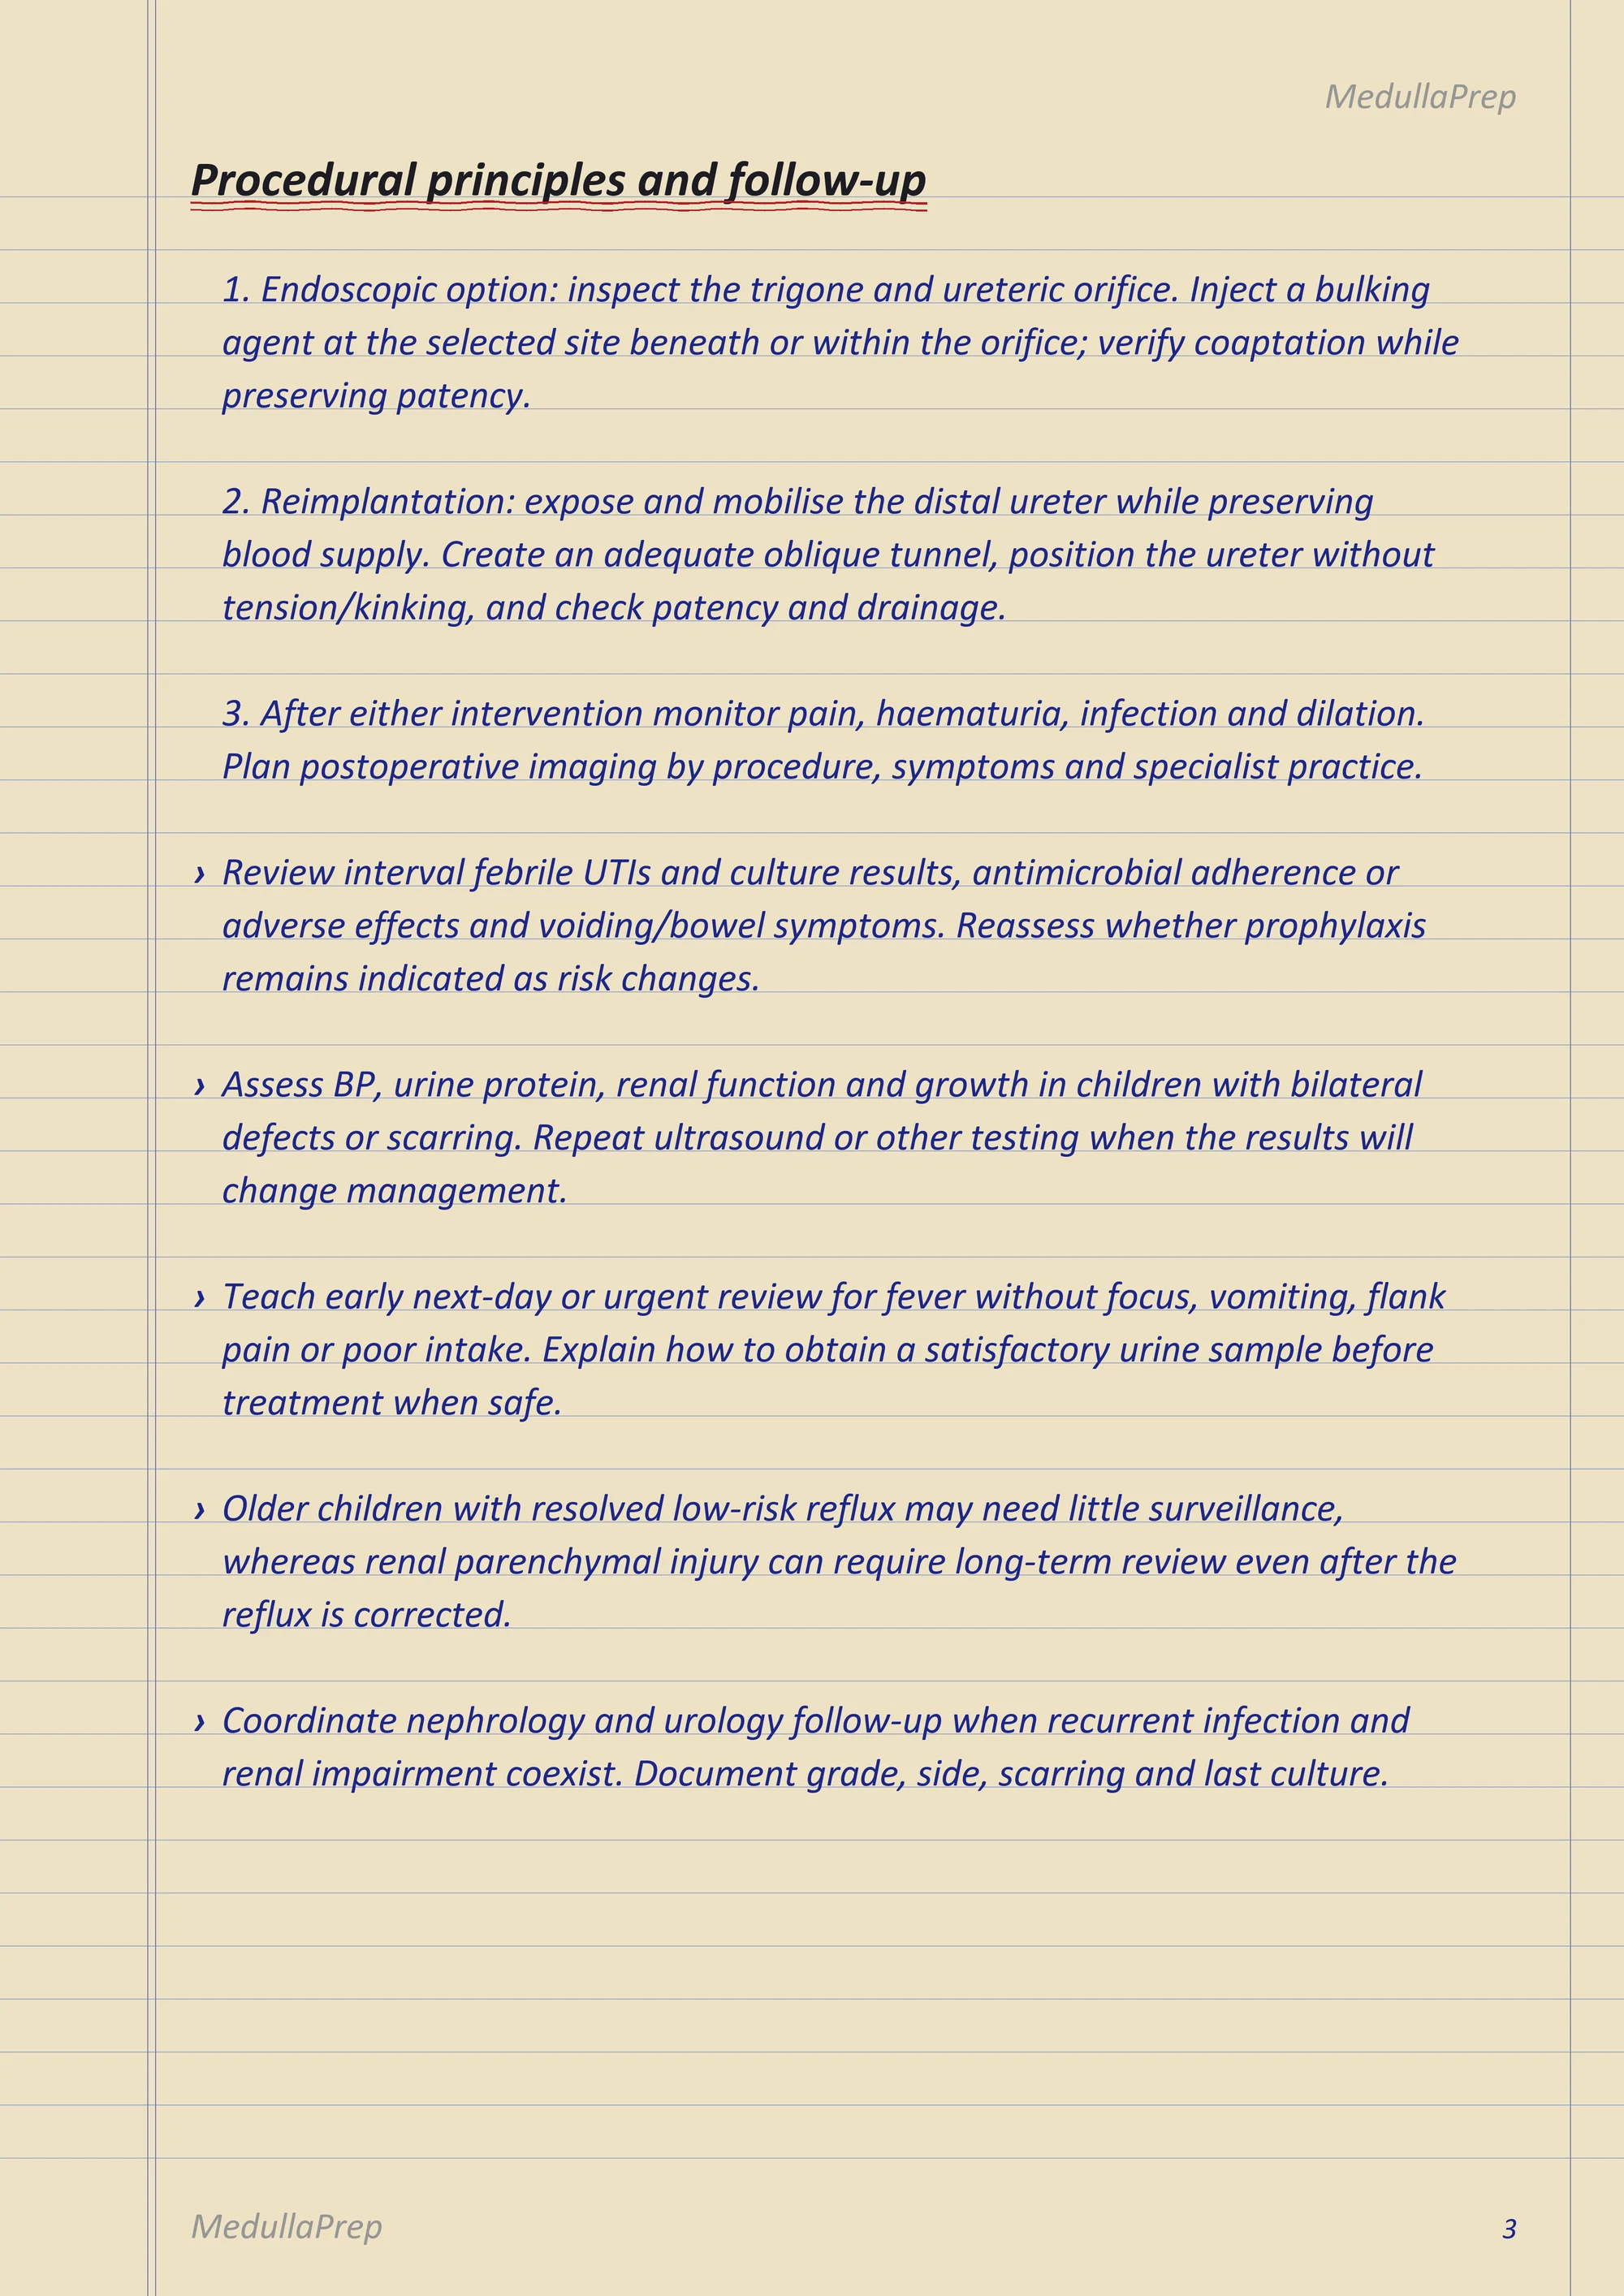 MedullaPrep
Procedural principles and follow-up
1. Endoscopic option: inspect the trigone and ureteric orifice. Inject a bulking
agent at the selected site beneath or within the orifice; verify coaptation while
preserving patency.
2. Reimplantation: expose and mobilise the distal ureter while preserving
blood supply. Create an adequate oblique tunnel, position the ureter without
tension/kinking, and check patency and drainage.
3. After either intervention monitor pain, haematuria, infection and dilation.
Plan postoperative imaging by procedure, symptoms and specialist practice.
› Review interval febrile UTIs and culture results, antimicrobial adherence or
adverse effects and voiding/bowel symptoms. Reassess whether prophylaxis
remains indicated as risk changes.
› Assess BP, urine protein, renal function and growth in children with bilateral
defects or scarring. Repeat ultrasound or other testing when the results will
change management.
› Teach early next-day or urgent review for fever without focus, vomiting, flank
pain or poor intake. Explain how to obtain a satisfactory urine sample before
treatment when safe.
› Older children with resolved low-risk reflux may need little surveillance,
whereas renal parenchymal injury can require long-term review even after the
reflux is corrected.
› Coordinate nephrology and urology follow-up when recurrent infection and
renal impairment coexist. Document grade, side, scarring and last culture.
MedullaPrep
3